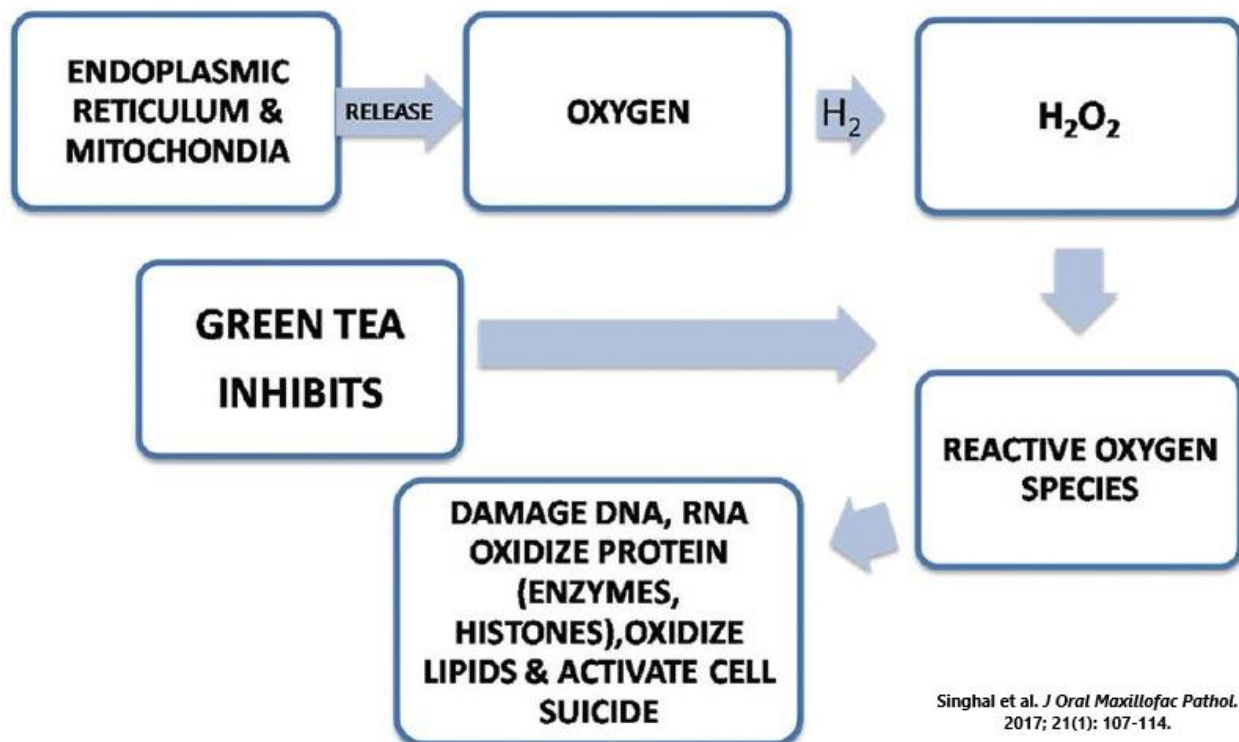 ENDOPLASMIC
RETICULUM &
MITOCHONDIA
RELEASE
OXYGEN
H₂
H₂O₂
GREEN TEA
INHIBITS
REACTIVE OXYGEN
SPECIES
DAMAGE DNA, RNA
OXIDIZE PROTEIN
(ENZYMES,
HISTONES),OXIDIZE
LIPIDS & ACTIVATE CELL
SUICIDE
Singhal et al. J Oral Maxillofac Pathol.
2017; 21(1): 107-114.